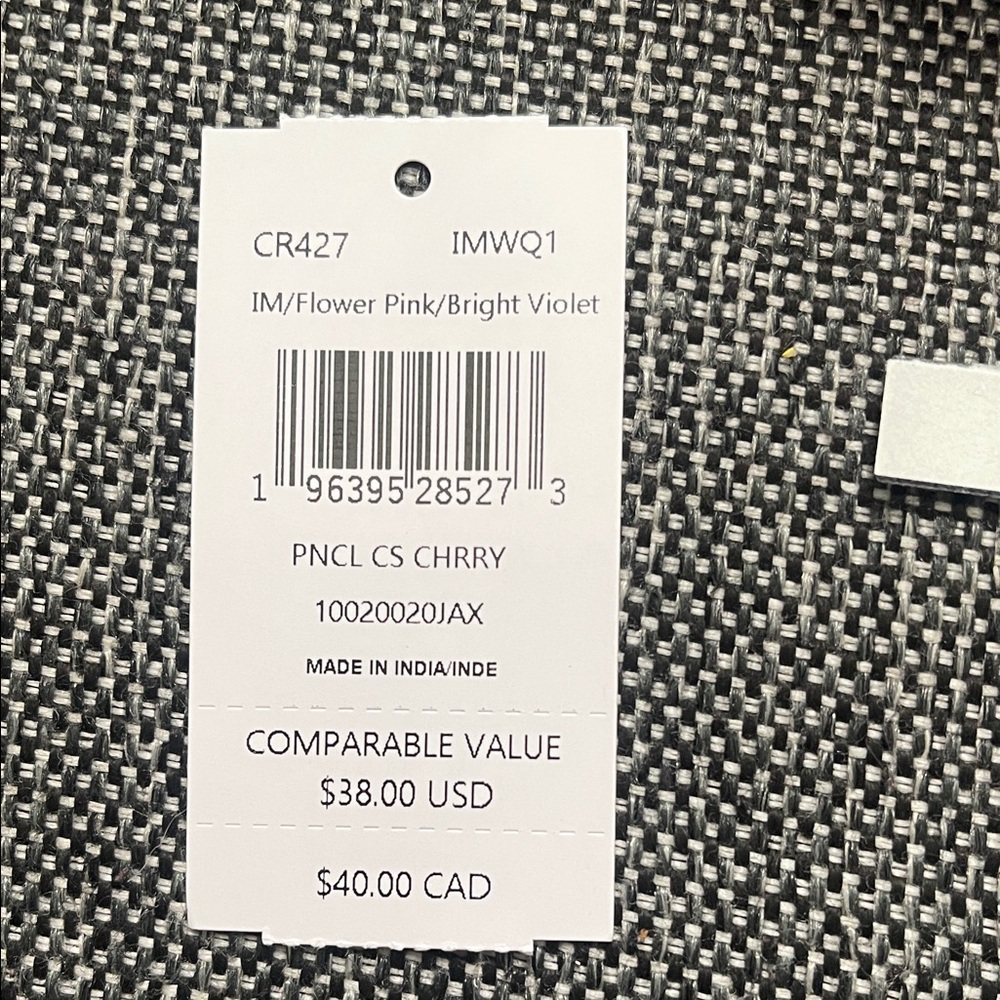 CR427 IMWQ1
IM/Flower Pink/Bright Violet
1 96395 28527 3
PNCL CS CHRRY
10020020JAX
MADE IN INDIA/INDE
COMPARABLE VALUE
$38.00 USD
$40.00 CAD